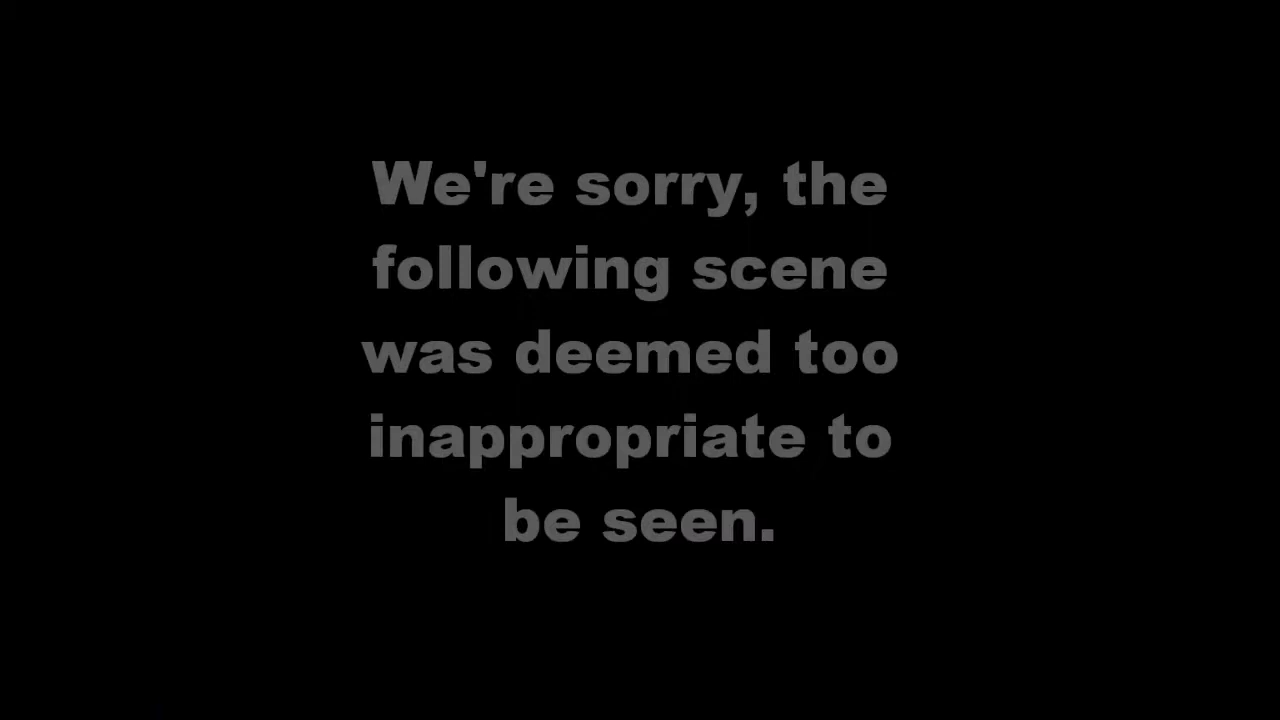 We're sorry, the
following scene
was deemed too
inappropriate to
be seen.